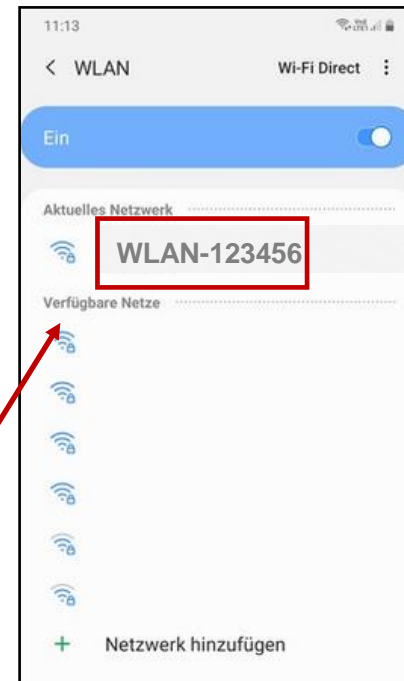 11:13
WLAN Wi-Fi Direct
Ein
Aktuelles Netzwerk
WLAN-123456
Verfügbare Netze
Netzwerk hinzufügen